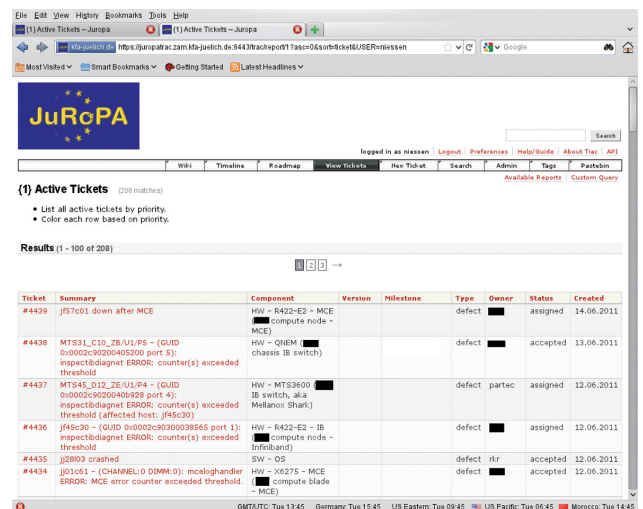 File Edit View History Bookmarks Tools Help
(1) Active Tickets – Juropa
(1) Active Tickets – Juropa
kfa-juelich.de https://juropatrac.zam.kfa-juelich.de:8443/trac/report/1?asc=0&sort=ticket&USER=niessen
Google
Most Visited Smart Bookmarks Getting Started Latest Headlines
JuRoPA
Search
logged in as niessen Logout Preferences Help/Guide About Trac API
Wiki Timeline Roadmap View Tickets New Ticket Search Admin Tags Pastebin
Available Reports Custom Query
{1} Active Tickets (208 matches)
• List all active tickets by priority.
• Color each row based on priority.
Results (1 - 100 of 208)
1 2 3 →
Ticket Summary Component Version Milestone Type Owner Status Created
#4439 jf57c01 down after MCE HW - R422-E2 - MCE ( compute node - MCE) defect assigned 14.06.2011
#4438 MTS31_C10_ZB/U1/P5 - (GUID 0x0002c90200405200 port 5): inspectibdiagnet ERROR: counter(s) exceeded threshold HW - QNEM ( chassis IB switch) defect accepted 13.06.2011
#4437 MTS45_D12_ZE/U1/P4 - (GUID 0x0002c9020040b928 port 4): inspectibdiagnet ERROR: counter(s) exceeded threshold (affected host: jf45c30) HW - MTS3600 ( IB switch, aka Mellanox Shark) defect partec assigned 12.06.2011
#4436 jf45c30 - (GUID 0x0002c90300038565 port 1): inspectibdiagnet ERROR: counter(s) exceeded threshold HW - R422-E2 - IB ( compute node - Infiniband) defect assigned 12.06.2011
#4435 jj28l03 crashed SW - OS defect rkr accepted 12.06.2011
#4434 jj01c61 - (CHANNEL:0 DIMM:0): mceloghandler ERROR: MCE error counter exceeded threshold. HW - X6275 - MCE ( compute blade - MCE) defect accepted 12.06.2011
GMT/UTC: Tue 13:45 Germany: Tue 15:45 US Eastern: Tue 09:45 US Pacific: Tue 06:45 Morocco: Tue 14:45